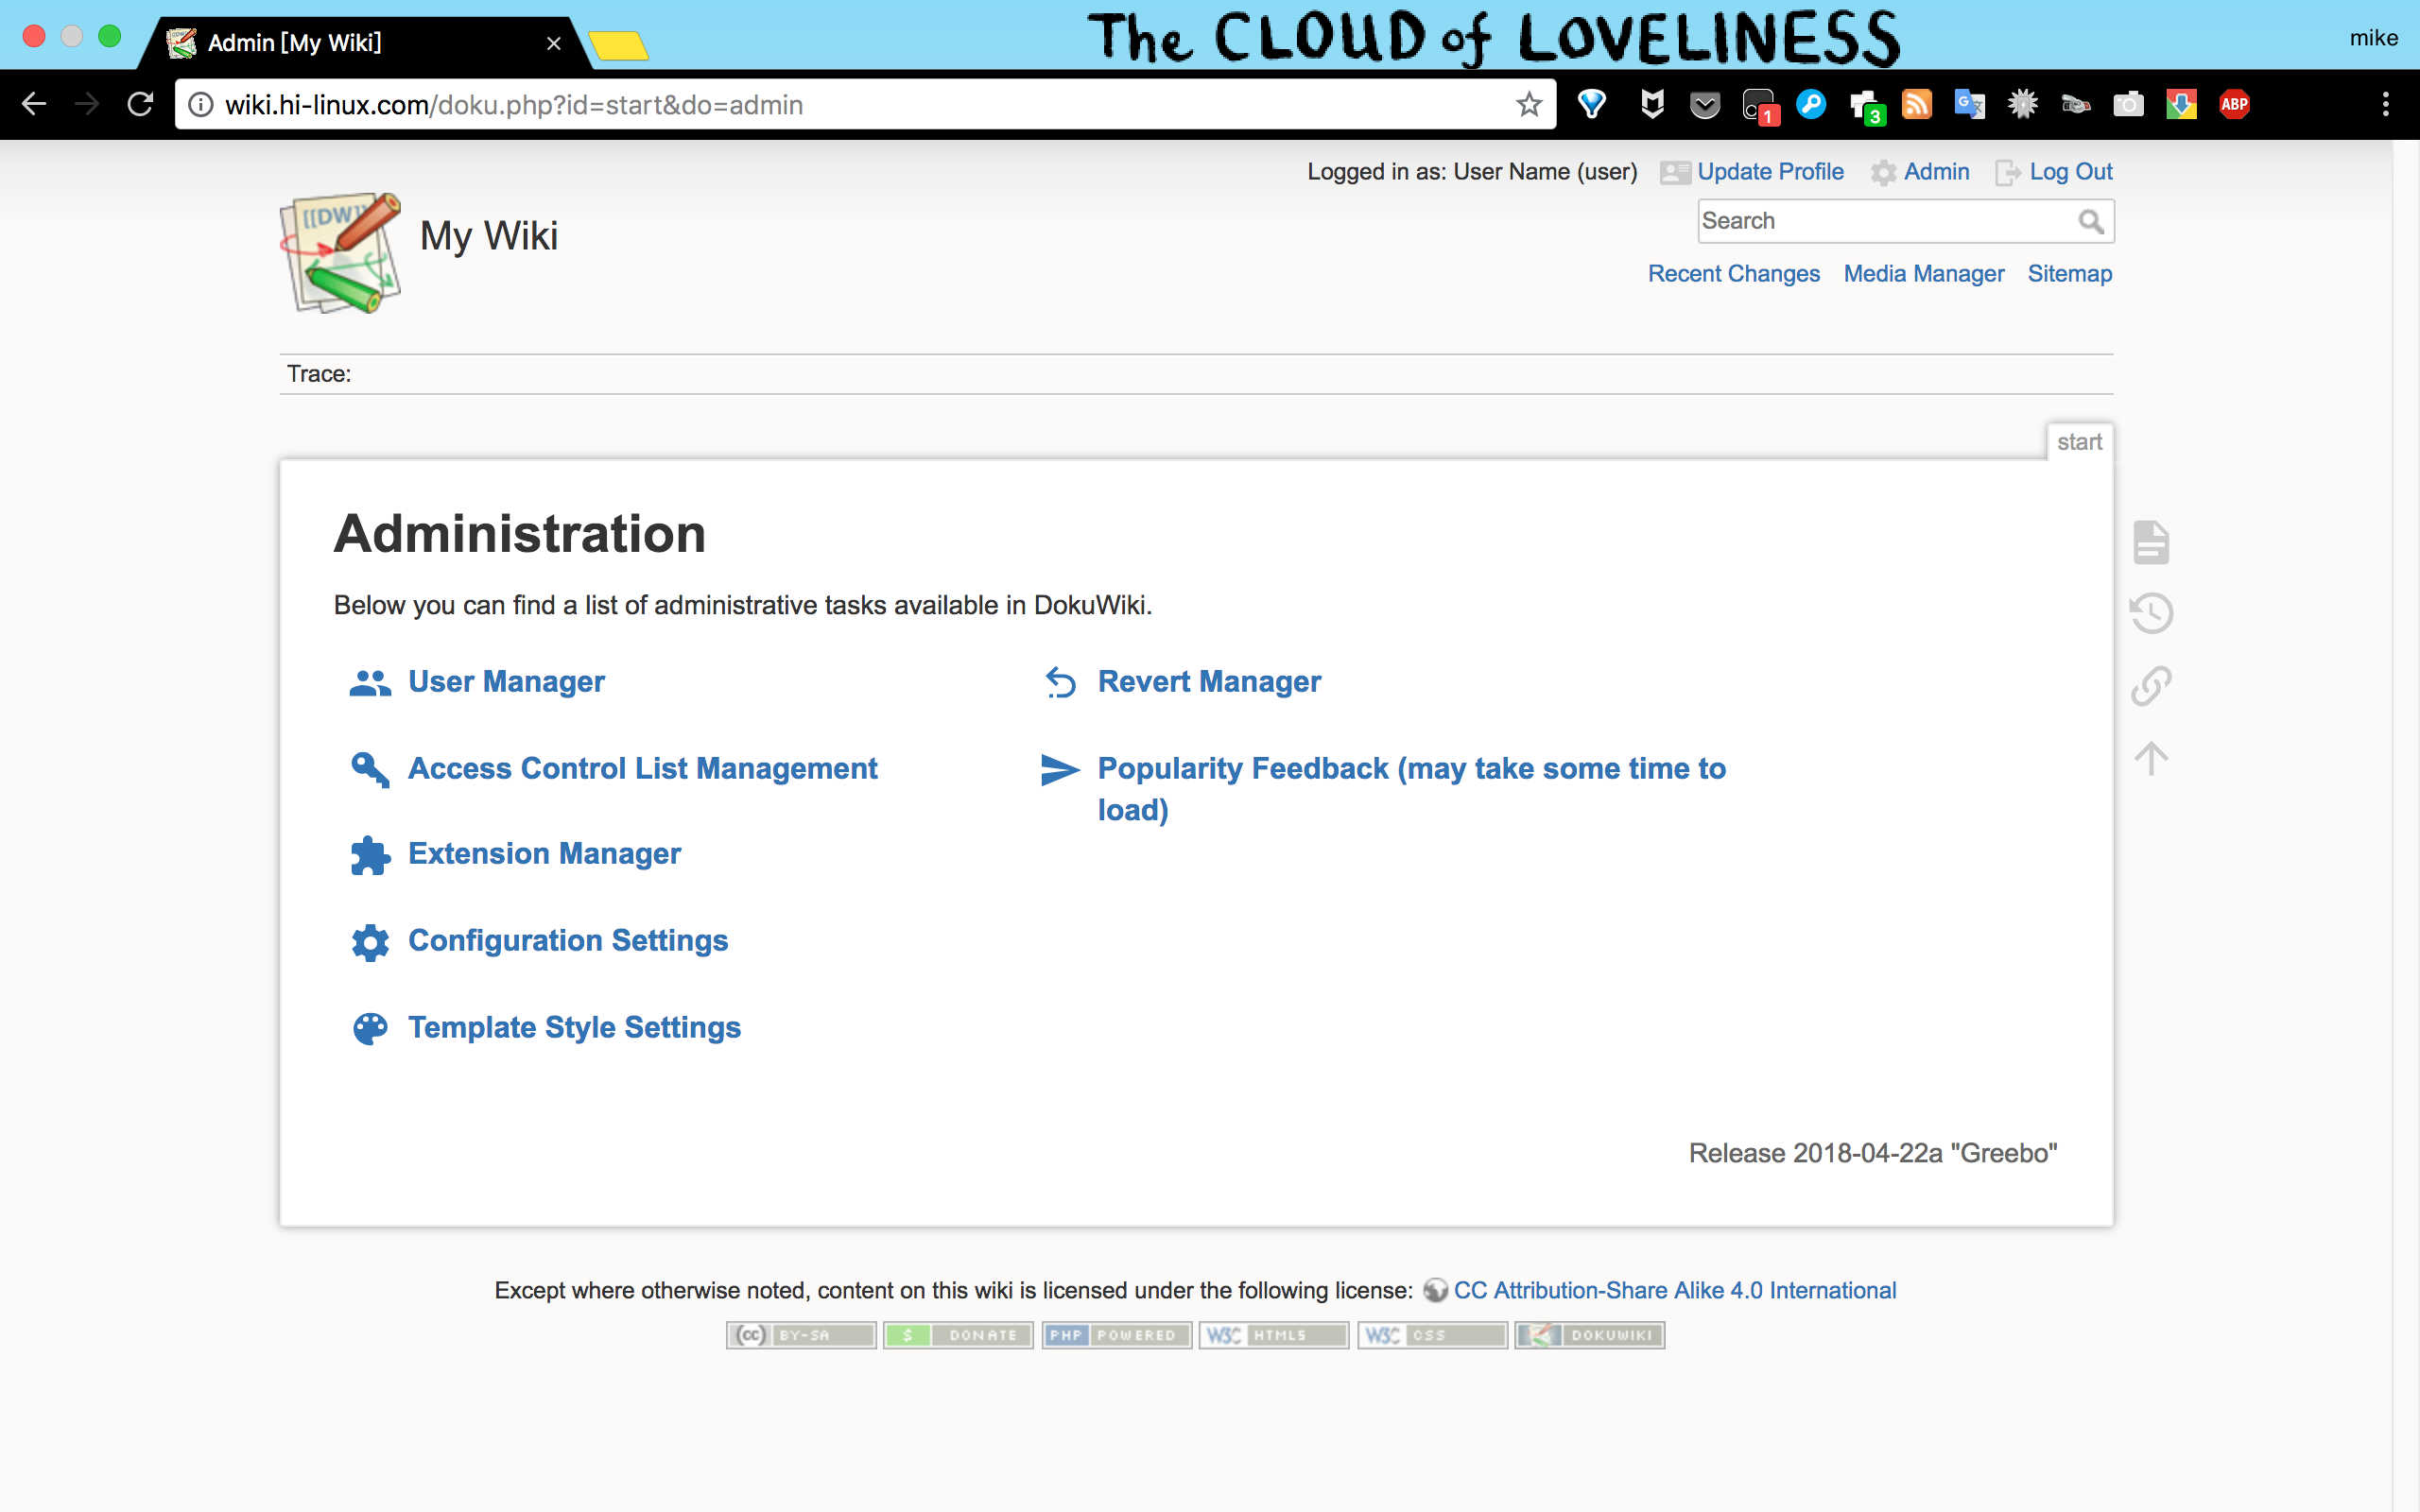 Admin [My Wiki]
The CLOUD of LOVELINESS
mike
wiki.hi-linux.com/doku.php?id=start&do=admin
1
3
ABP
Logged in as: User Name (user) Update Profile Admin Log Out
[[DW]]
My Wiki
Search
Recent Changes Media Manager Sitemap
Trace:
start
Administration
Below you can find a list of administrative tasks available in DokuWiki.
User Manager
Access Control List Management
Extension Manager
Configuration Settings
Template Style Settings
Revert Manager
Popularity Feedback (may take some time to
load)
Release 2018-04-22a "Greebo"
Except where otherwise noted, content on this wiki is licensed under the following license: CC Attribution-Share Alike 4.0 International
(cc) BY-SA $ DONATE PHP POWERED W3C HTML5 W3C CSS DOKUWIKI